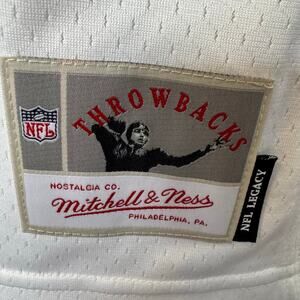 THROWBACKS
NFL
NOSTALGIA CO.
Mitchell & Ness
PHILADELPHIA, PA.
NFL LEGACY